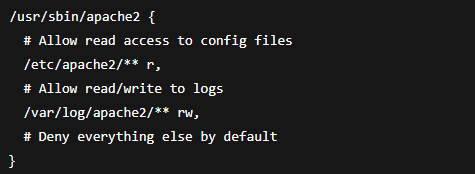 /usr/sbin/apache2 {
  # Allow read access to config files
  /etc/apache2/** r,
  # Allow read/write to logs
  /var/log/apache2/** rw,
  # Deny everything else by default
}